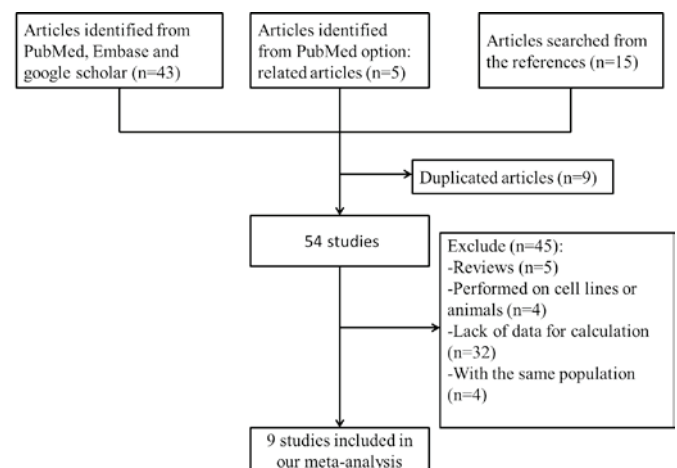 Articles identified from
PubMed, Embase and
google scholar (n=43)
Articles identified
from PubMed option:
related articles (n=5)
Articles searched from
the references (n=15)
Duplicated articles (n=9)
54 studies
Exclude (n=45):
-Reviews (n=5)
-Performed on cell lines or
animals (n=4)
-Lack of data for calculation
(n=32)
-With the same population
(n=4)
9 studies included in
our meta-analysis